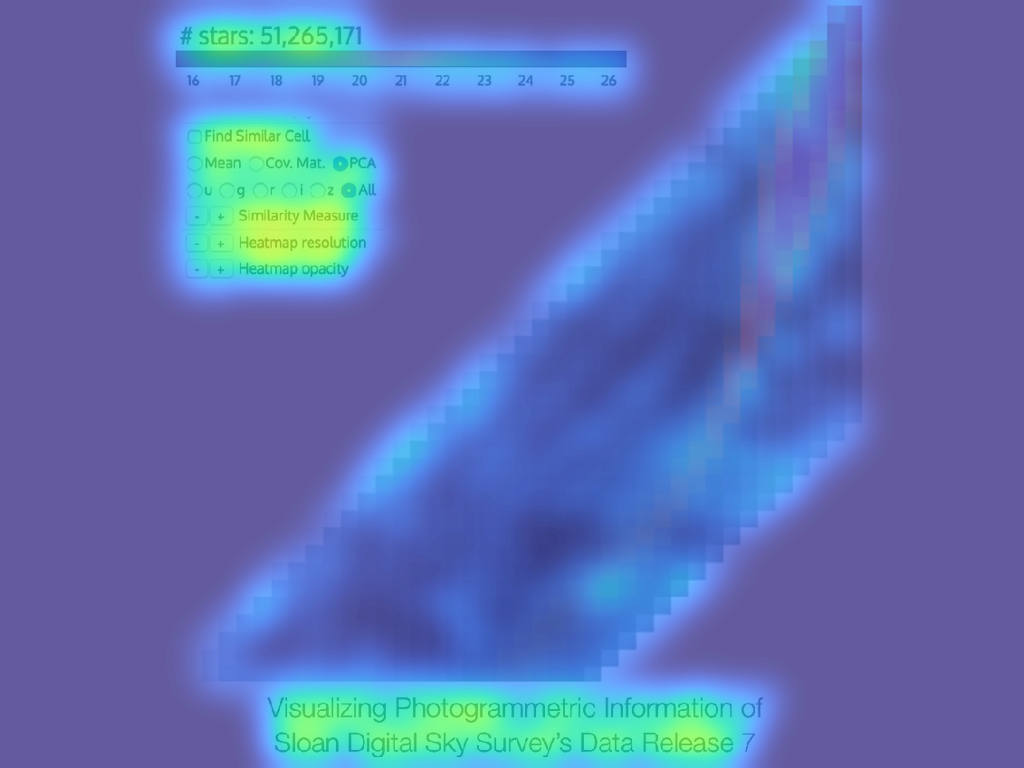 # stars: 51,265,171
16 17 18 19 20 21 22 23 24 25 26
Find Similar Cell
Mean Cov. Mat. PCA
u g r i z All
- + Similarity Measure
- + Heatmap resolution
- + Heatmap opacity
Visualizing Photogrammetric Information of
Sloan Digital Sky Survey's Data Release 7